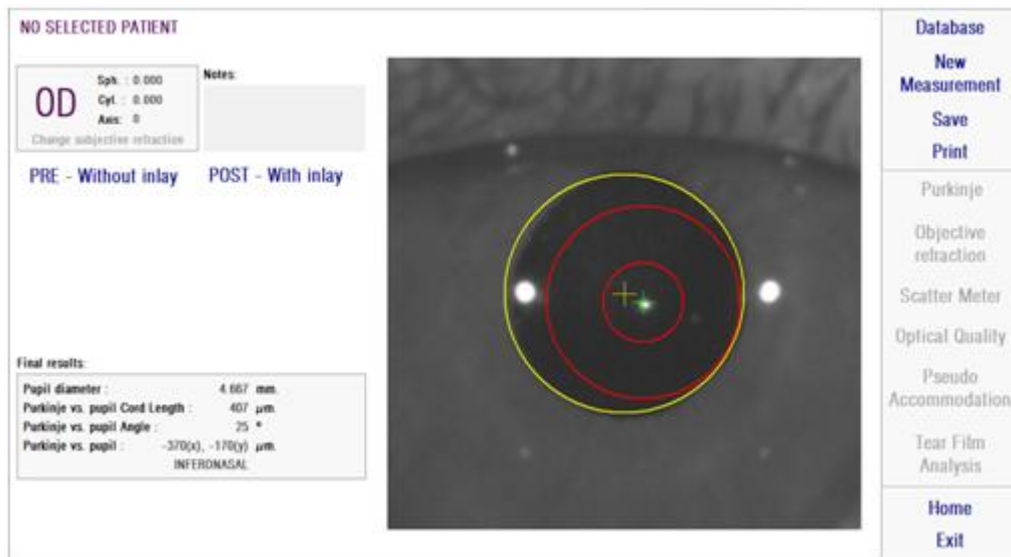 NO SELECTED PATIENT
OD
Sph. : 0.000
Cyl. : 0.000
Axis: 0
Change subjective refraction
Notes:
PRE - Without inlay
POST - With inlay
Final results:
Pupil diameter : 4.667 mm.
Purkinje vs. pupil Cord Length : 407 µm.
Purkinje vs. pupil Angle : 25 °
Purkinje vs. pupil : -370(x), -170(y) µm.
INFERONASAL
Database
New
Measurement
Save
Print
Purkinje
Objective
refraction
Scatter Meter
Optical Quality
Pseudo
Accommodation
Tear Film
Analysis
Home
Exit